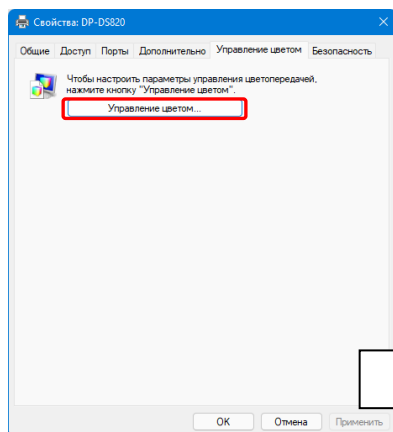 Свойства: DP-DS820
Общие Доступ Порты Дополнительно Управление цветом Безопасность
Чтобы настроить параметры управления цветопередачей,
нажмите кнопку "Управление цветом".
Управление цветом...
OK Отмена Применить